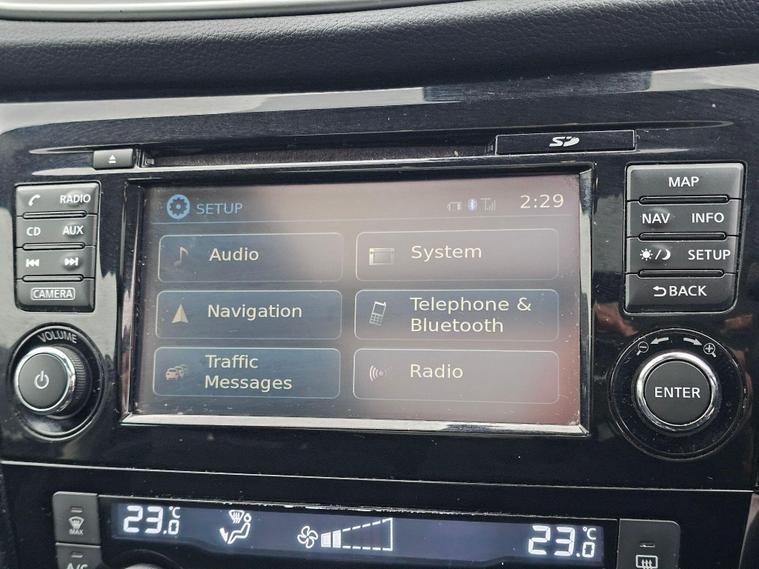 SD
RADIO
CD AUX
CAMERA
VOLUME
SETUP 2:29
Audio
System
Navigation
Telephone &
Bluetooth
Traffic
Messages
Radio
MAP
NAV INFO
SETUP
BACK
ENTER
MAX
A/C
23.0°C
23.0°C